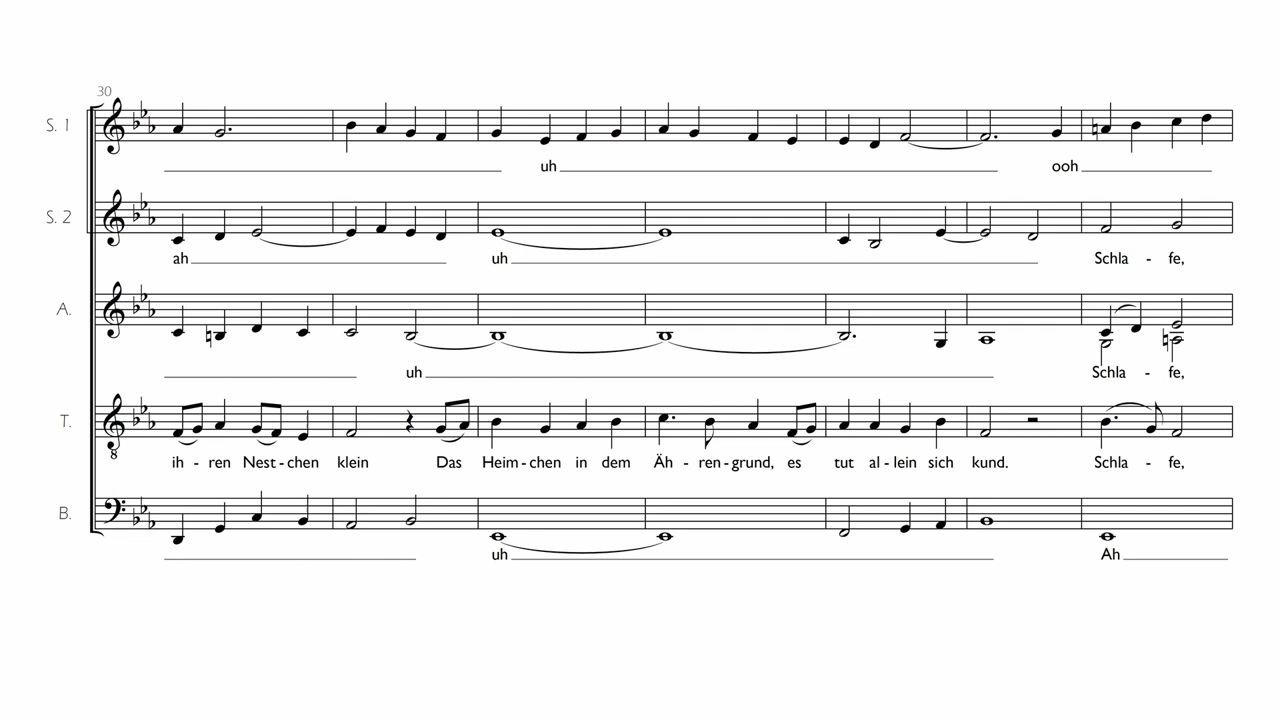 30
S. 1
uh ooh
S. 2
ah uh Schla - fe,
A.
uh Schla - fe,
T.
8
ih - ren Nest - chen klein Das Heim - chen in dem Äh - ren - grund, es tut al - lein sich kund. Schla - fe,
B.
uh Ah